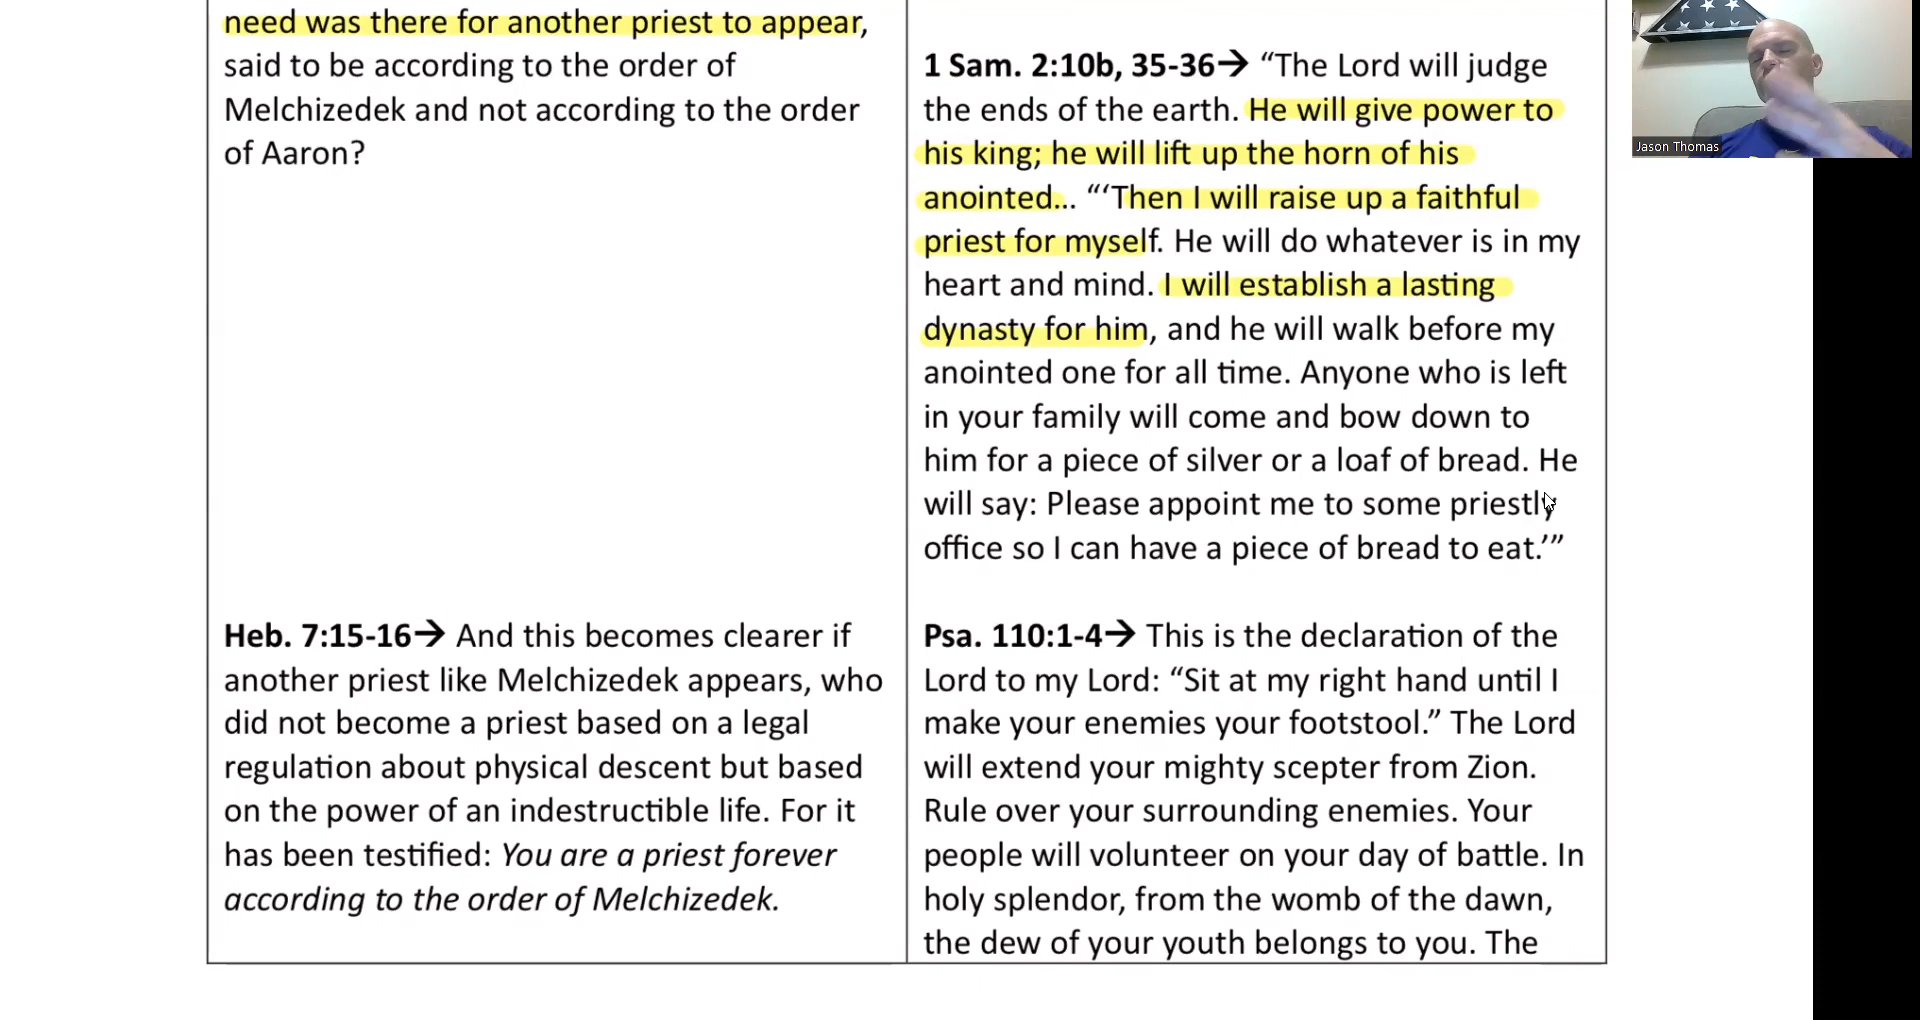 need was there for another priest to appear,
said to be according to the order of
Melchizedek and not according to the order
of Aaron?
Heb. 7:15-16→ And this becomes clearer if
another priest like Melchizedek appears, who
did not become a priest based on a legal
regulation about physical descent but based
on the power of an indestructible life. For it
has been testified: You are a priest forever
according to the order of Melchizedek.
1 Sam. 2:10b, 35-36→ “The Lord will judge
the ends of the earth. He will give power to
his king; he will lift up the horn of his
anointed… “‘Then I will raise up a faithful
priest for myself. He will do whatever is in my
heart and mind. I will establish a lasting
dynasty for him, and he will walk before my
anointed one for all time. Anyone who is left
in your family will come and bow down to
him for a piece of silver or a loaf of bread. He
will say: Please appoint me to some priestly
office so I can have a piece of bread to eat.’”
Psa. 110:1-4→ This is the declaration of the
Lord to my Lord: “Sit at my right hand until I
make your enemies your footstool.” The Lord
will extend your mighty scepter from Zion.
Rule over your surrounding enemies. Your
people will volunteer on your day of battle. In
holy splendor, from the womb of the dawn,
the dew of your youth belongs to you. The
Jason Thomas